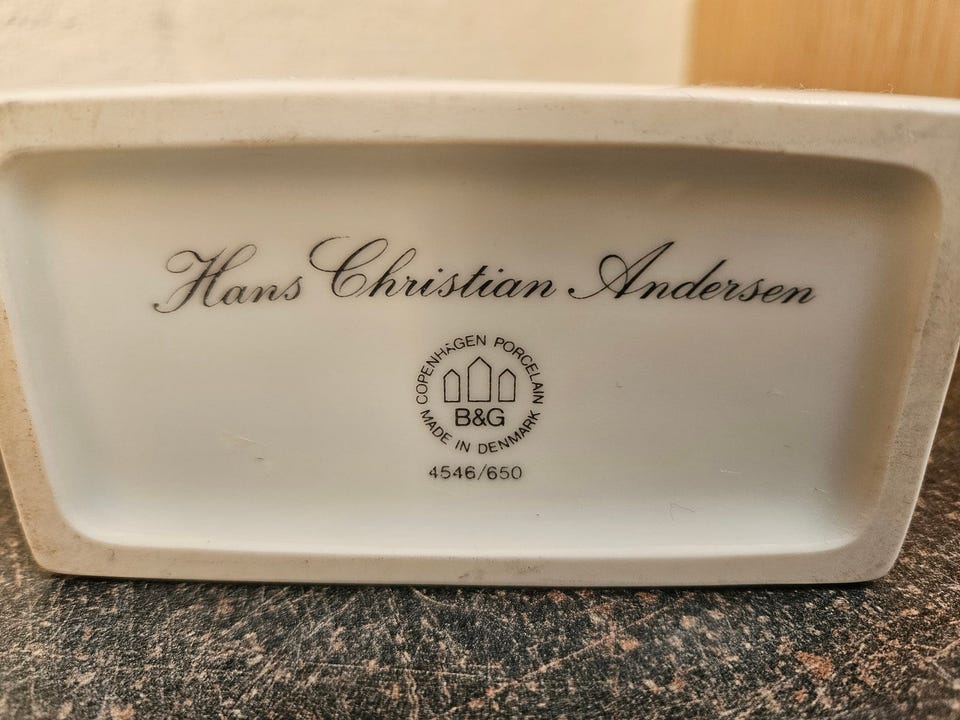 Hans Christian Andersen
COPENHAGEN PORCELAIN
B&G
MADE IN DENMARK
4546/650